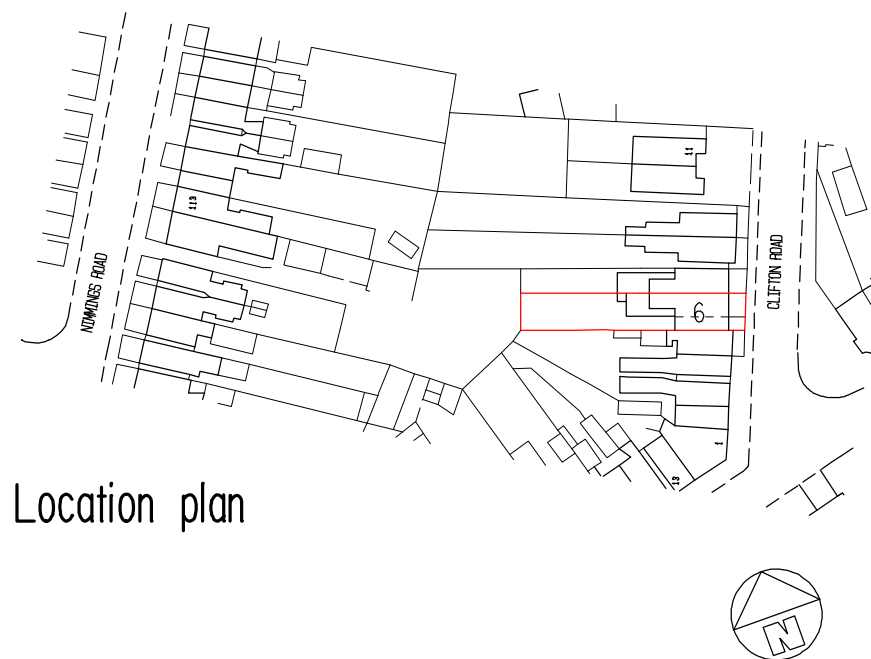 11
113
NIMMINGS ROAD
CLIFTON ROAD
6
1
13
Location plan
N